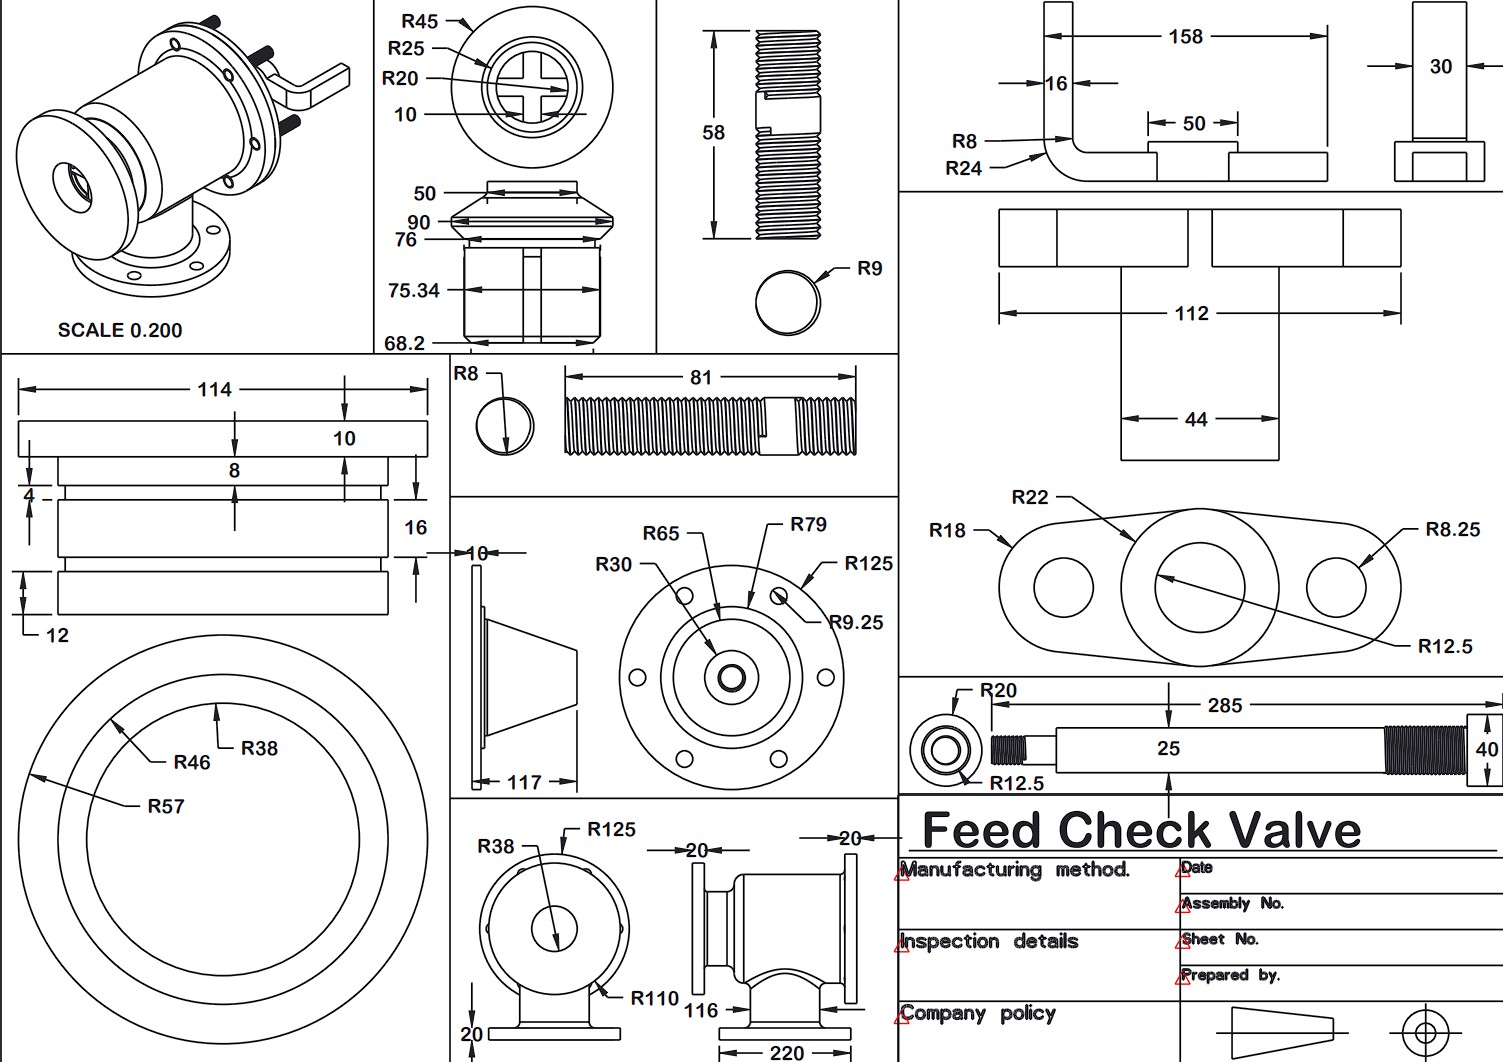 SCALE 0.200
R45
R25
R20
10
50
90
76
75.34
68.2
58
R9
158
16
R8
R24
50
30
112
44
R22
R18
R8.25
R12.5
114
10
8
4
16
12
R38
R46
R57
R8
81
10
R65
R79
R30
R125
R9.25
117
R20
285
25
40
R12.5
R125
R38
20
20
R110
116
20
220
Feed Check Valve
Manufacturing method.
Date
Assembly No.
Inspection details
Sheet No.
Prepared by.
Company policy